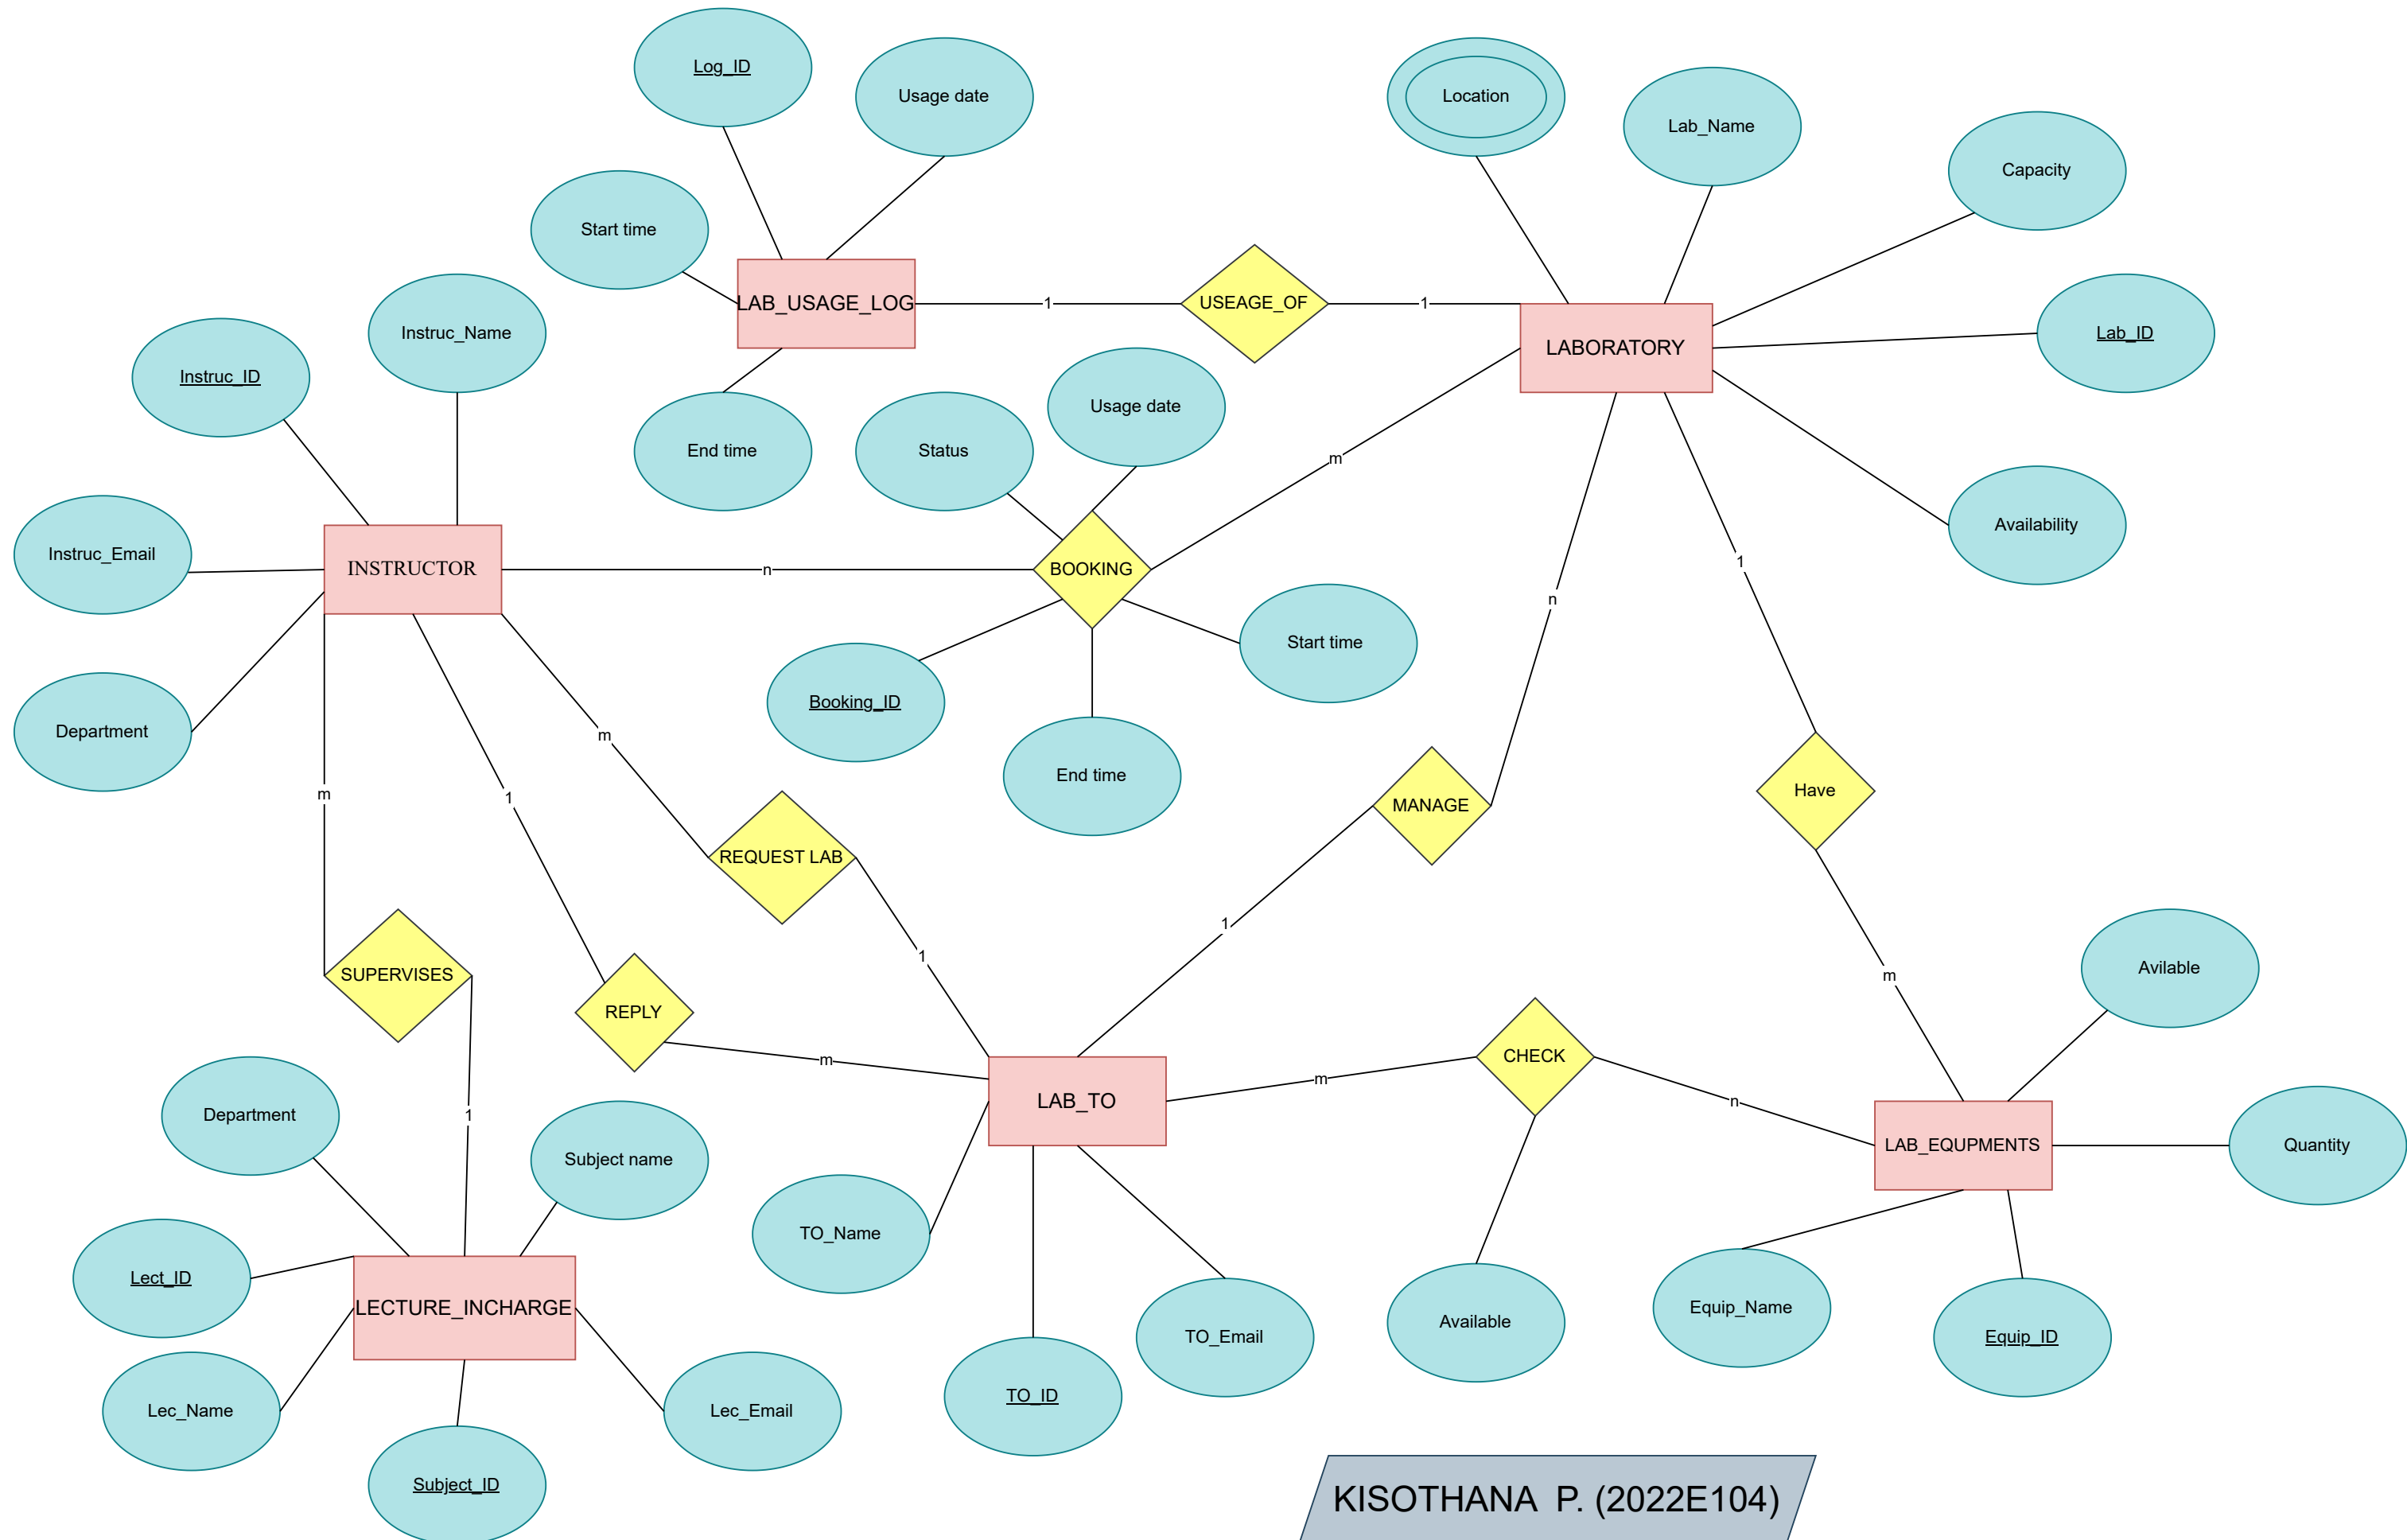 Log_ID
Usage date
Location
Lab_Name
Capacity
Start time
LAB_USAGE_LOG
1
USEAGE_OF
1
LABORATORY
Lab_ID
Instruc_Name
Instruc_ID
End time
Status
Usage date
m
Availability
Instruc_Email
INSTRUCTOR
n
BOOKING
1
n
Start time
Booking_ID
Department
m
End time
m
1
MANAGE
Have
REQUEST LAB
1
1
SUPERVISES
REPLY
m
Avilable
m
CHECK
m
n
LAB_TO
LAB_EQUPMENTS
Quantity
Department
1
Subject name
TO_Name
Lect_ID
LECTURE_INCHARGE
Available
Equip_Name
Equip_ID
TO_Email
TO_ID
Lec_Name
Lec_Email
Subject_ID
KISOTHANA P. (2022E104)